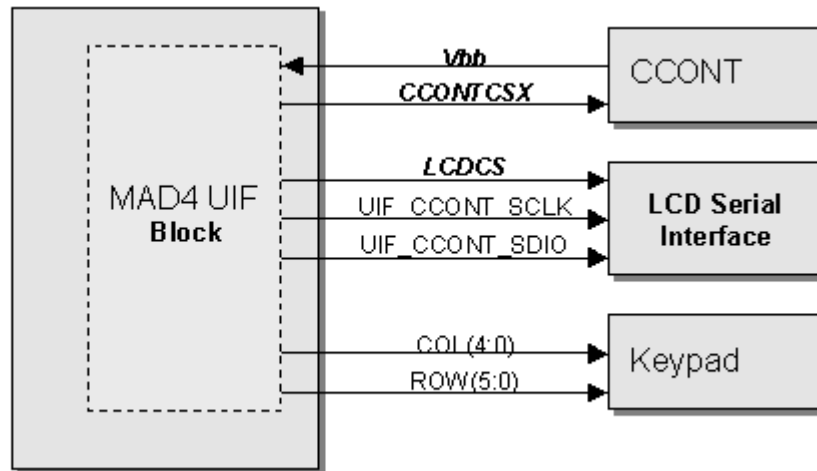 Vbb
CCONT
CCONTCSX
LCDCS
MAD4 UIF
Block
UIF_CCONT_SCLK
UIF_CCONT_SDIO
LCD Serial
Interface
COL(4:0)
ROW(5:0)
Keypad